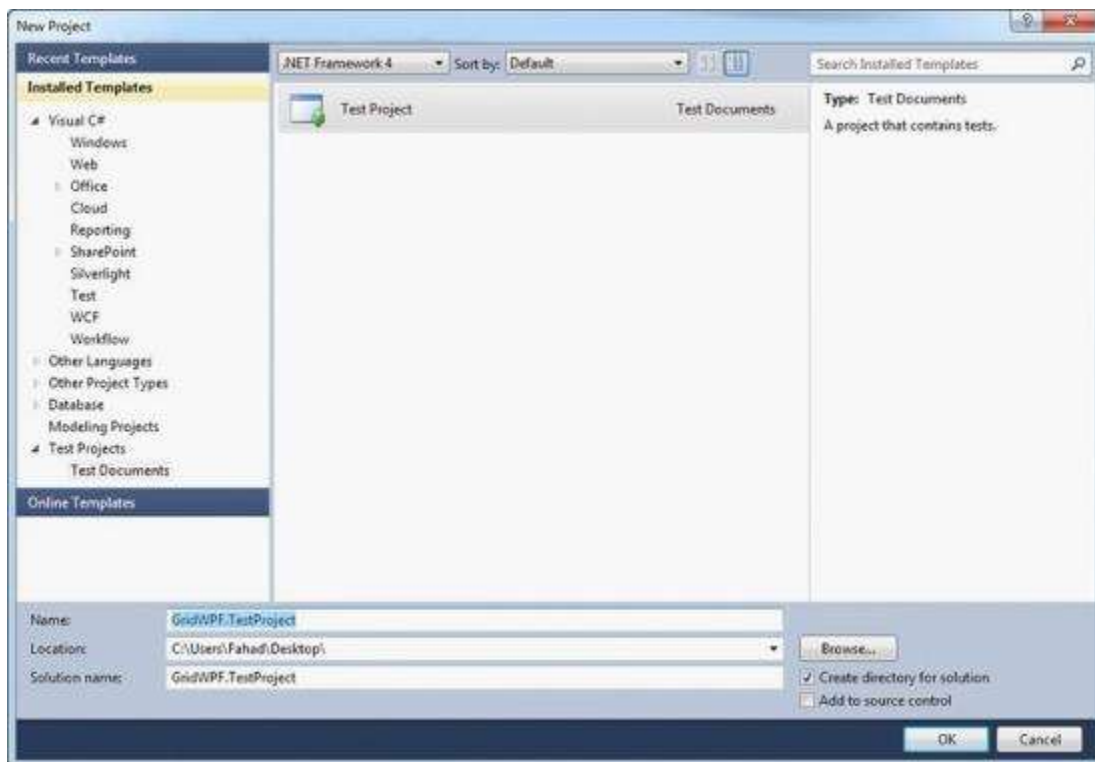 New Project
Recent Templates
Installed Templates
Visual C#
Windows
Web
Office
Cloud
Reporting
SharePoint
Silverlight
Test
WCF
Workflow
Other Languages
Other Project Types
Database
Modeling Projects
Test Projects
Test Documents
Online Templates
.NET Framework 4
Sort by: Default
Test Project
Test Documents
Search Installed Templates
Type: Test Documents
A project that contains tests.
Name: GridWPF.TestProject
Location: C:\Users\Fahad\Desktop\
Browse...
Solution name: GridWPF.TestProject
Create directory for solution
Add to source control
OK
Cancel